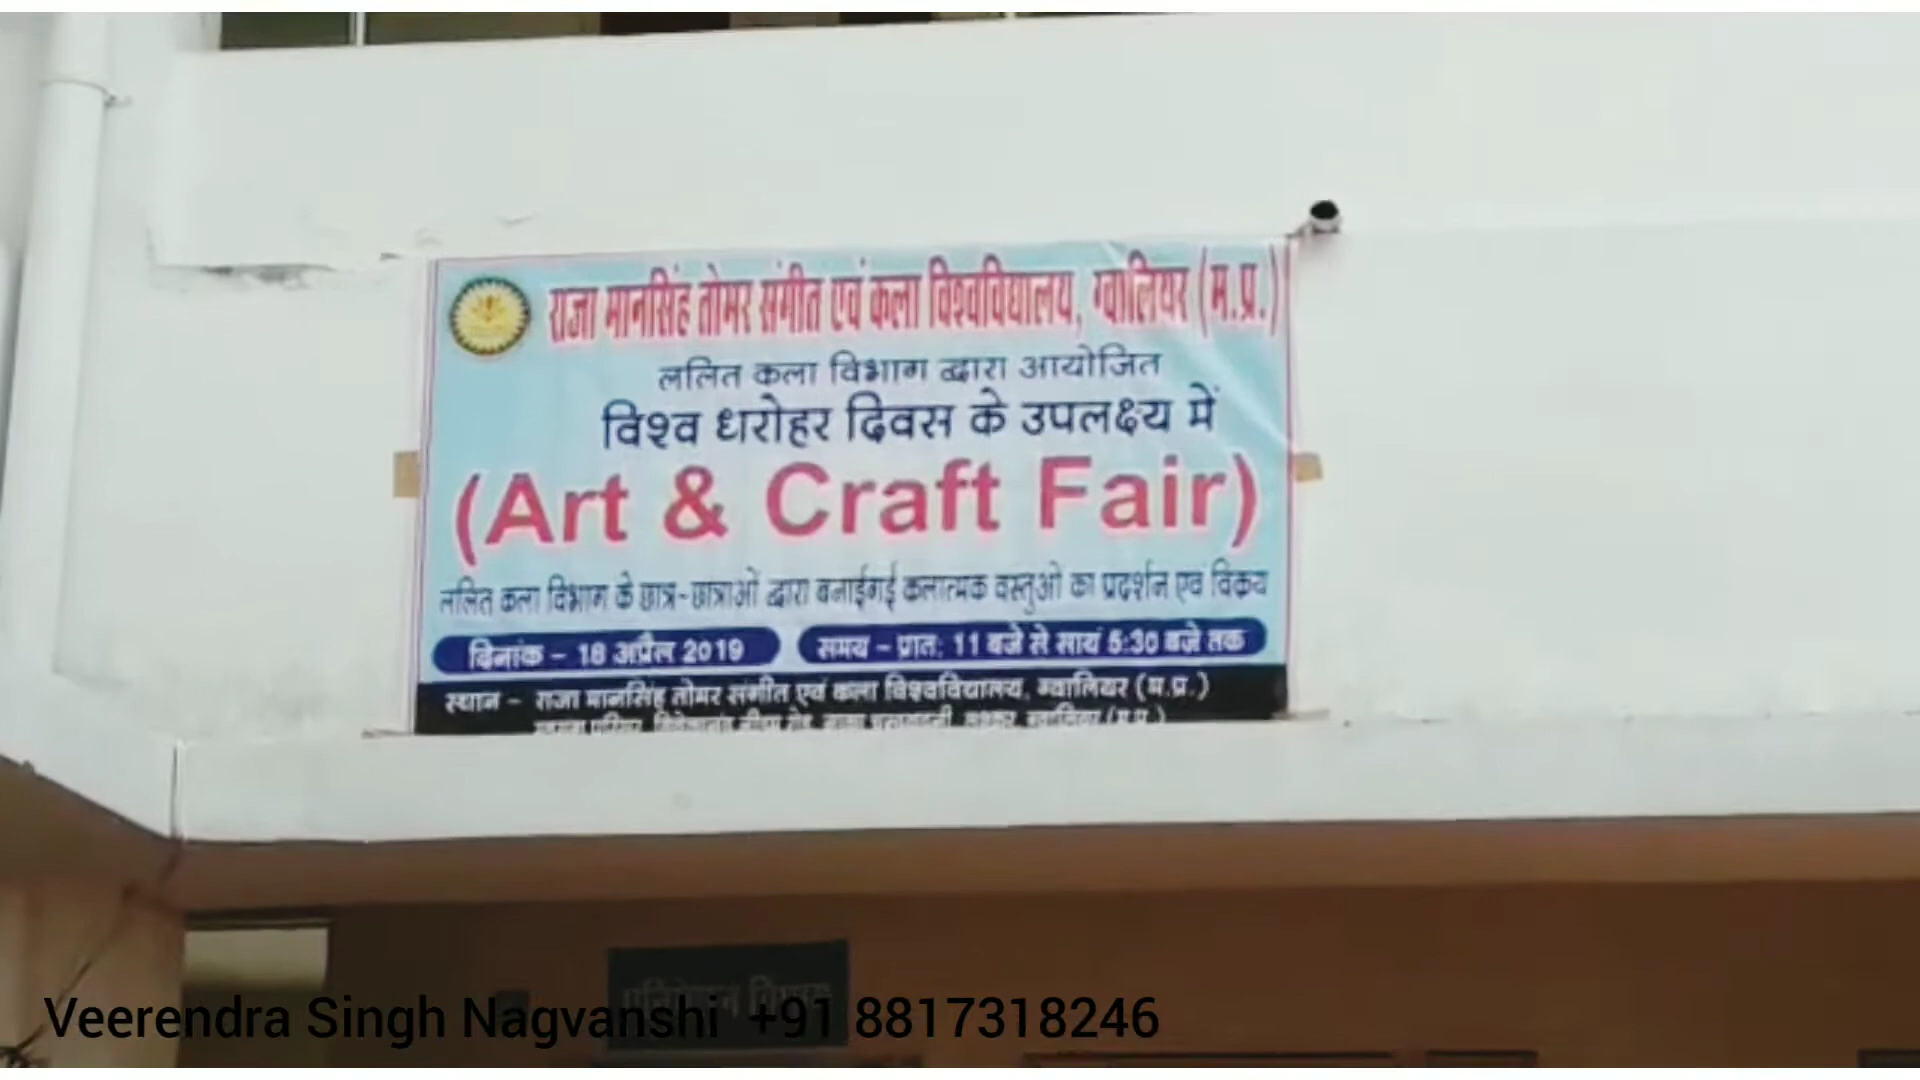 राजा मानसिंह तोमर संगीत एवं कला विश्वविद्यालय, ग्वालियर (म.प्र.)
ललित कला विभाग द्वारा आयोजित
विश्व धरोहर दिवस के उपलक्ष्य में
(Art & Craft Fair)
ललित कला विभाग के छात्र-छात्राओं द्वारा बनाईगई कलात्मक वस्तुओं का प्रदर्शन एवं विक्रय
दिनांक - 18 अप्रैल 2019
समय - प्रात: 11 बजे से सायं 5:30 बजे तक
स्थान - राजा मानसिंह तोमर संगीत एवं कला विश्वविद्यालय, ग्वालियर (म.प्र.)
ग्वालियर (म.प्र.)
Veerendra Singh Nagvanshi +91 8817318246